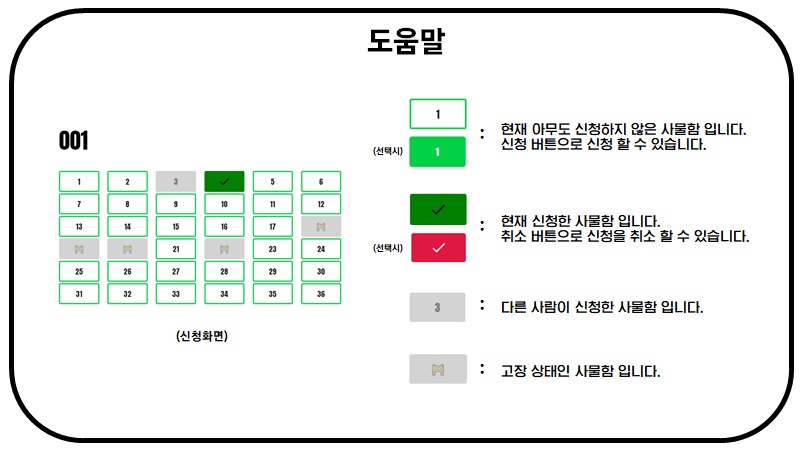 도움말
001
1 2 3 5 6
7 8 9 10 11 12
13 14 15 16 17
21 23 24
25 26 27 28 29 30
31 32 33 34 35 36
(신청화면)
1
(선택시) 1
: 현재 아무도 신청하지 않은 사물함 입니다.
신청 버튼으로 신청 할 수 있습니다.
(선택시)
: 현재 신청한 사물함 입니다.
취소 버튼으로 신청을 취소 할 수 있습니다.
3 : 다른 사람이 신청한 사물함 입니다.
: 고장 상태인 사물함 입니다.